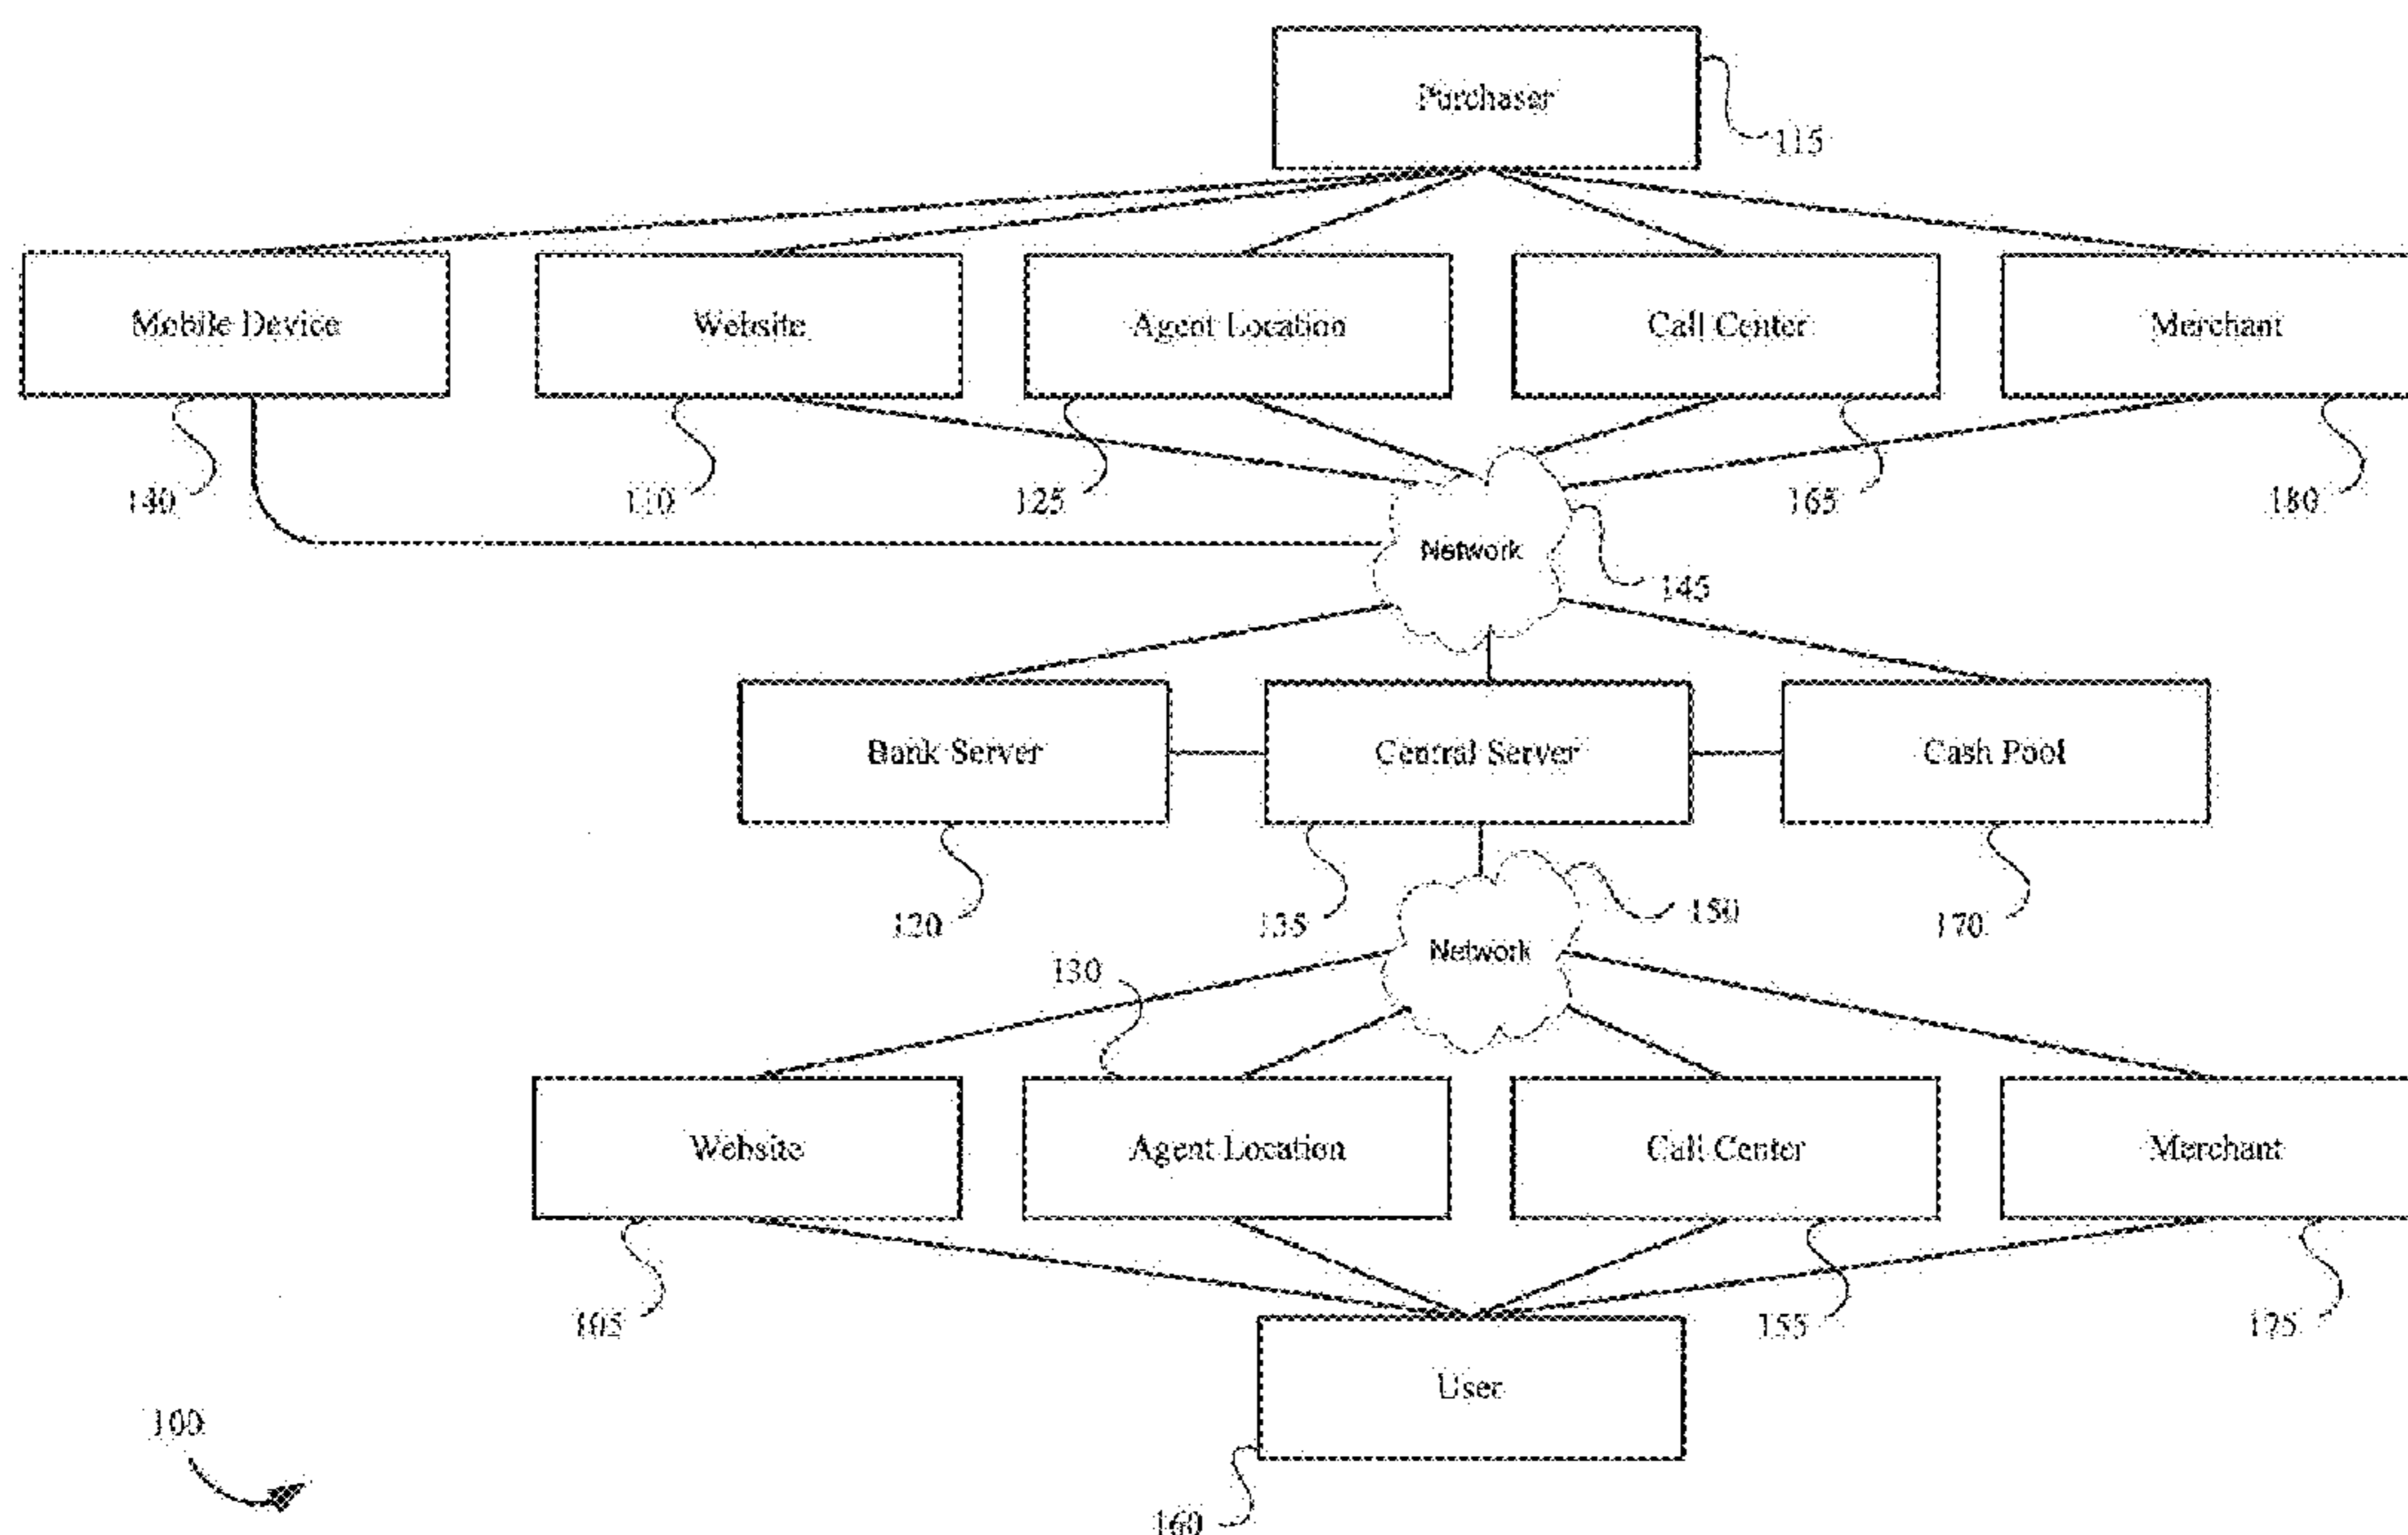 Purchaser
115
Mobile Device
Website
Agent Location
Call Center
Merchant
140
110
125
165
180
Network
145
Bank Server
Central Server
Cash Pool
120
135
150
170
130
Network
Website
Agent Location
Call Center
Merchant
105
155
175
User
100
160